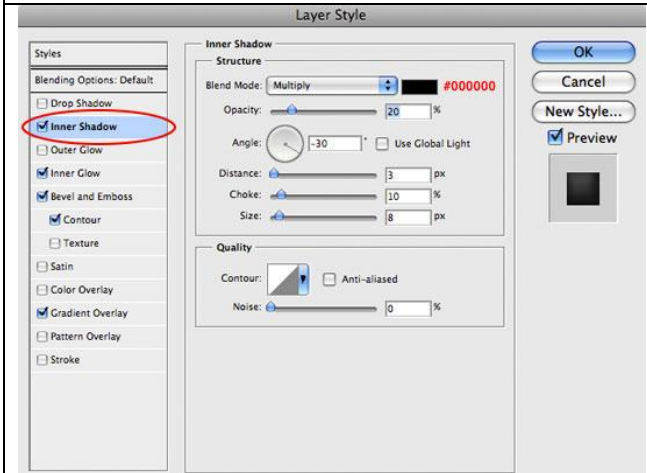 Layer Style
Styles
Blending Options: Default
Drop Shadow
Inner Shadow
Outer Glow
Inner Glow
Bevel and Emboss
Contour
Texture
Satin
Color Overlay
Gradient Overlay
Pattern Overlay
Stroke
Inner Shadow
Structure
Blend Mode: Multiply #000000
Opacity: 20 %
Angle: -30 ° Use Global Light
Distance: 3 px
Choke: 10 %
Size: 8 px
Quality
Contour: Anti-aliased
Noise: 0 %
OK
Cancel
New Style...
Preview